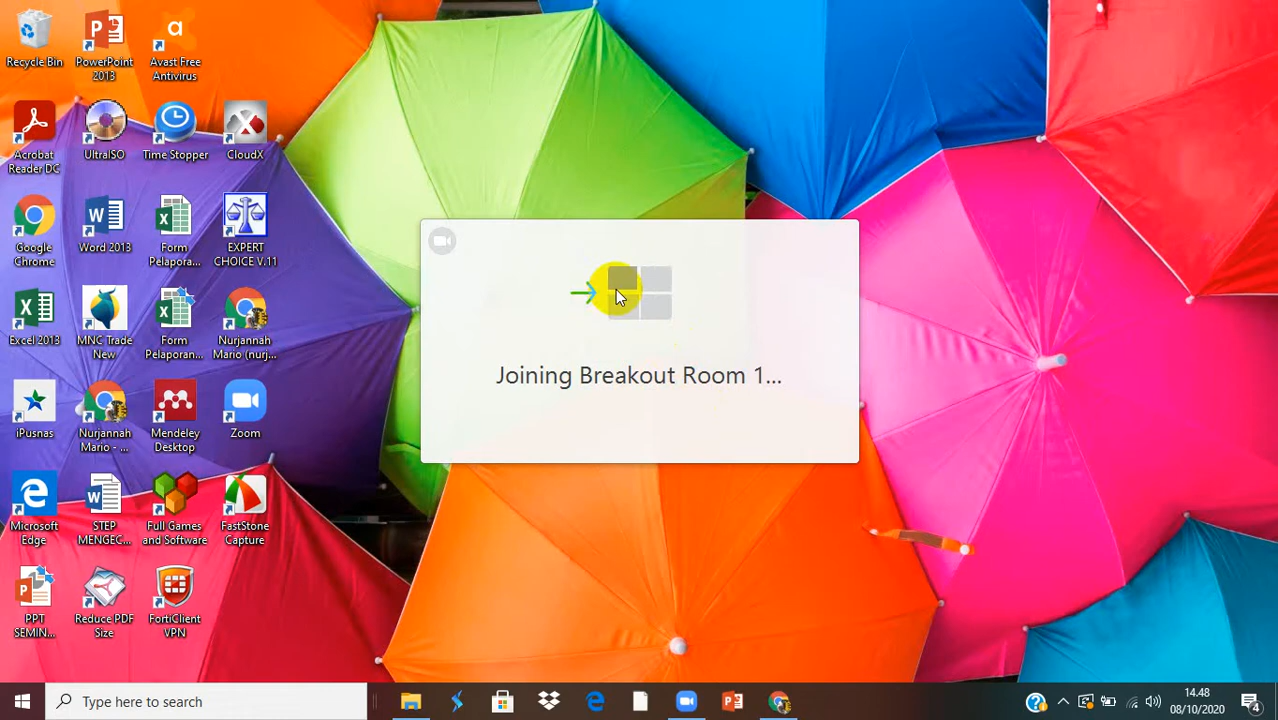 Recycle Bin
PowerPoint
2013
Avast Free
Antivirus
Acrobat
Reader DC
UltraISO
Time Stopper
CloudX
Google
Chrome
Word 2013
Form
Pelapora...
EXPERT
CHOICE V.11
Excel 2013
MNC Trade
New
Form
Pelaporan...
Nurjannah
Mario (nurj...
iPusnas
Nurjannah
Mario - ...
Mendeley
Desktop
Zoom
Microsoft
Edge
STEP
MENGEC...
Full Games
and Software
FastStone
Capture
PPT
SEMIN...
Reduce PDF
Size
FortiClient
VPN
Joining Breakout Room 1...
Type here to search
14.48
08/10/2020
4